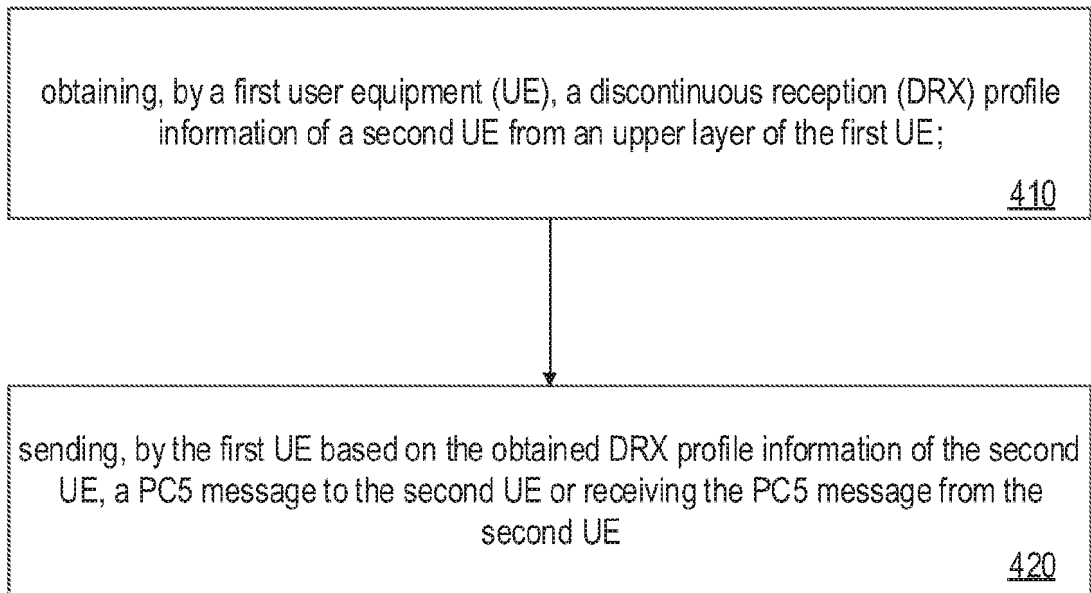 obtaining, by a first user equipment (UE), a discontinuous reception (DRX) profile
information of a second UE from an upper layer of the first UE;
410
sending, by the first UE based on the obtained DRX profile information of the second
UE, a PC5 message to the second UE or receiving the PC5 message from the
second UE
420